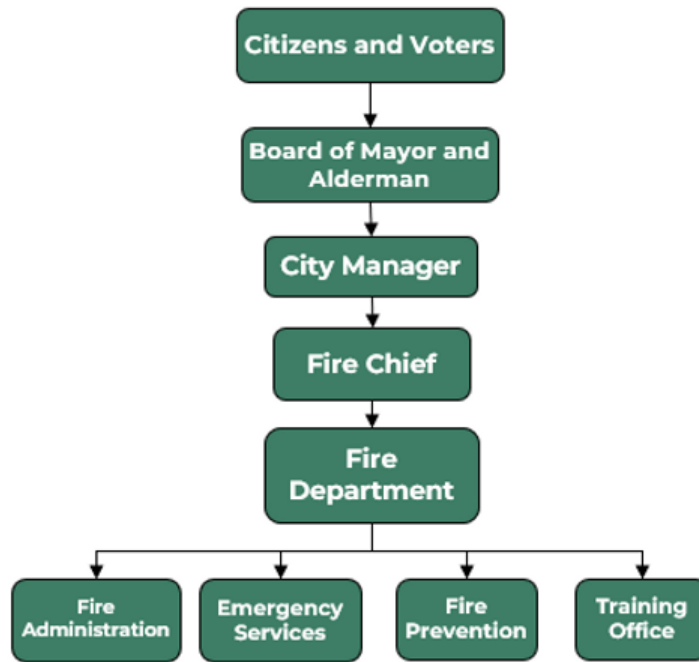 Citizens and Voters
Board of Mayor and
Alderman
City Manager
Fire Chief
Fire
Department
Fire
Administration
Emergency
Services
Fire
Prevention
Training
Office